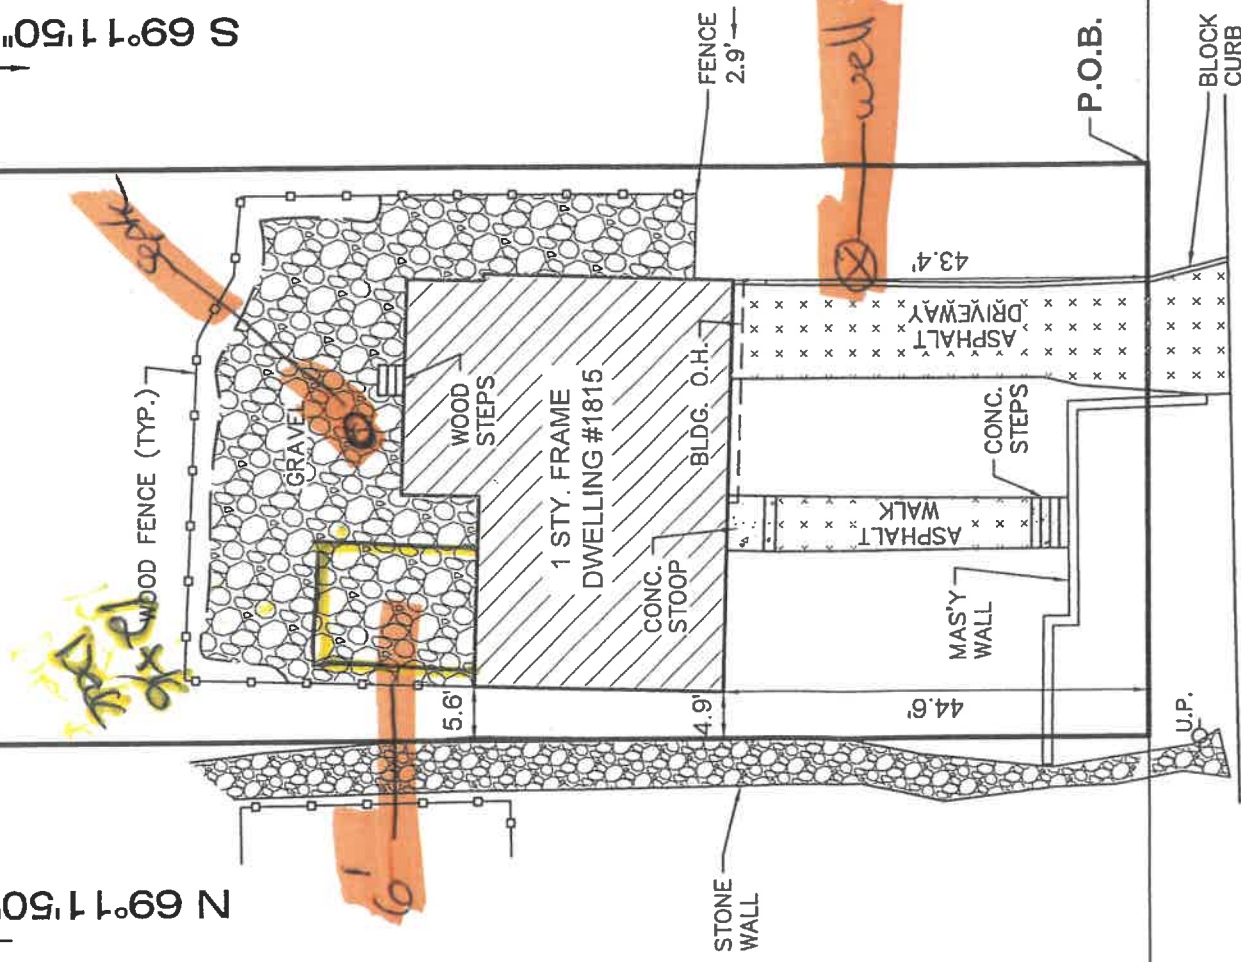 S 69°11'50"
FENCE
2.9'
well
P.O.B.
BLOCK
CURB
WOOD FENCE (TYP.)
GRAVEL
WOOD
STEPS
1 STY. FRAME
DWELLING #1815
BLDG. O.H.
43.4'
ASPHALT
DRIVEWAY
CONC.
STEPS
CONC.
STOOP
ASPHALT
WALK
MAS'Y
WALL
5.6'
4.9'
44.6'
U.P.
6'
STONE
WALL
N 69°11'50"